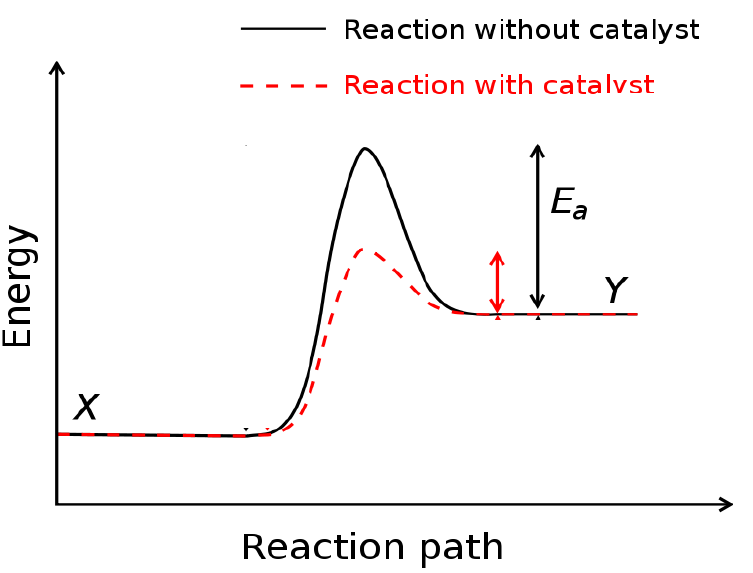 Reaction without catalyst
Reaction with catalyst
Ea
Y
Energy
X
Reaction path